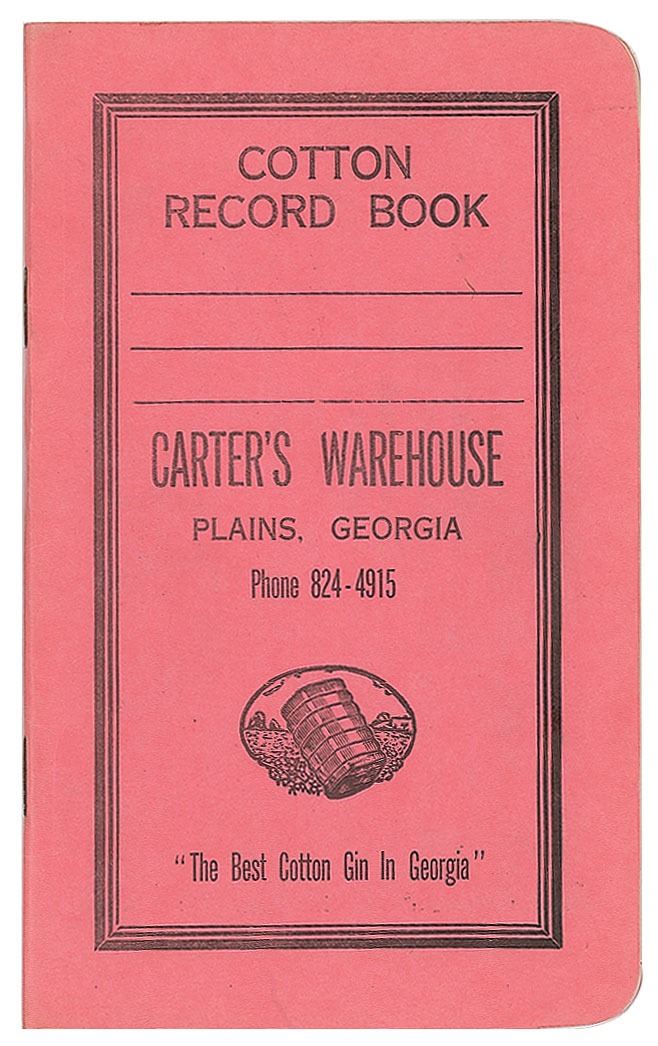 COTTON
RECORD BOOK
CARTER'S WAREHOUSE
PLAINS, GEORGIA
Phone 824-4915
"The Best Cotton Gin In Georgia"